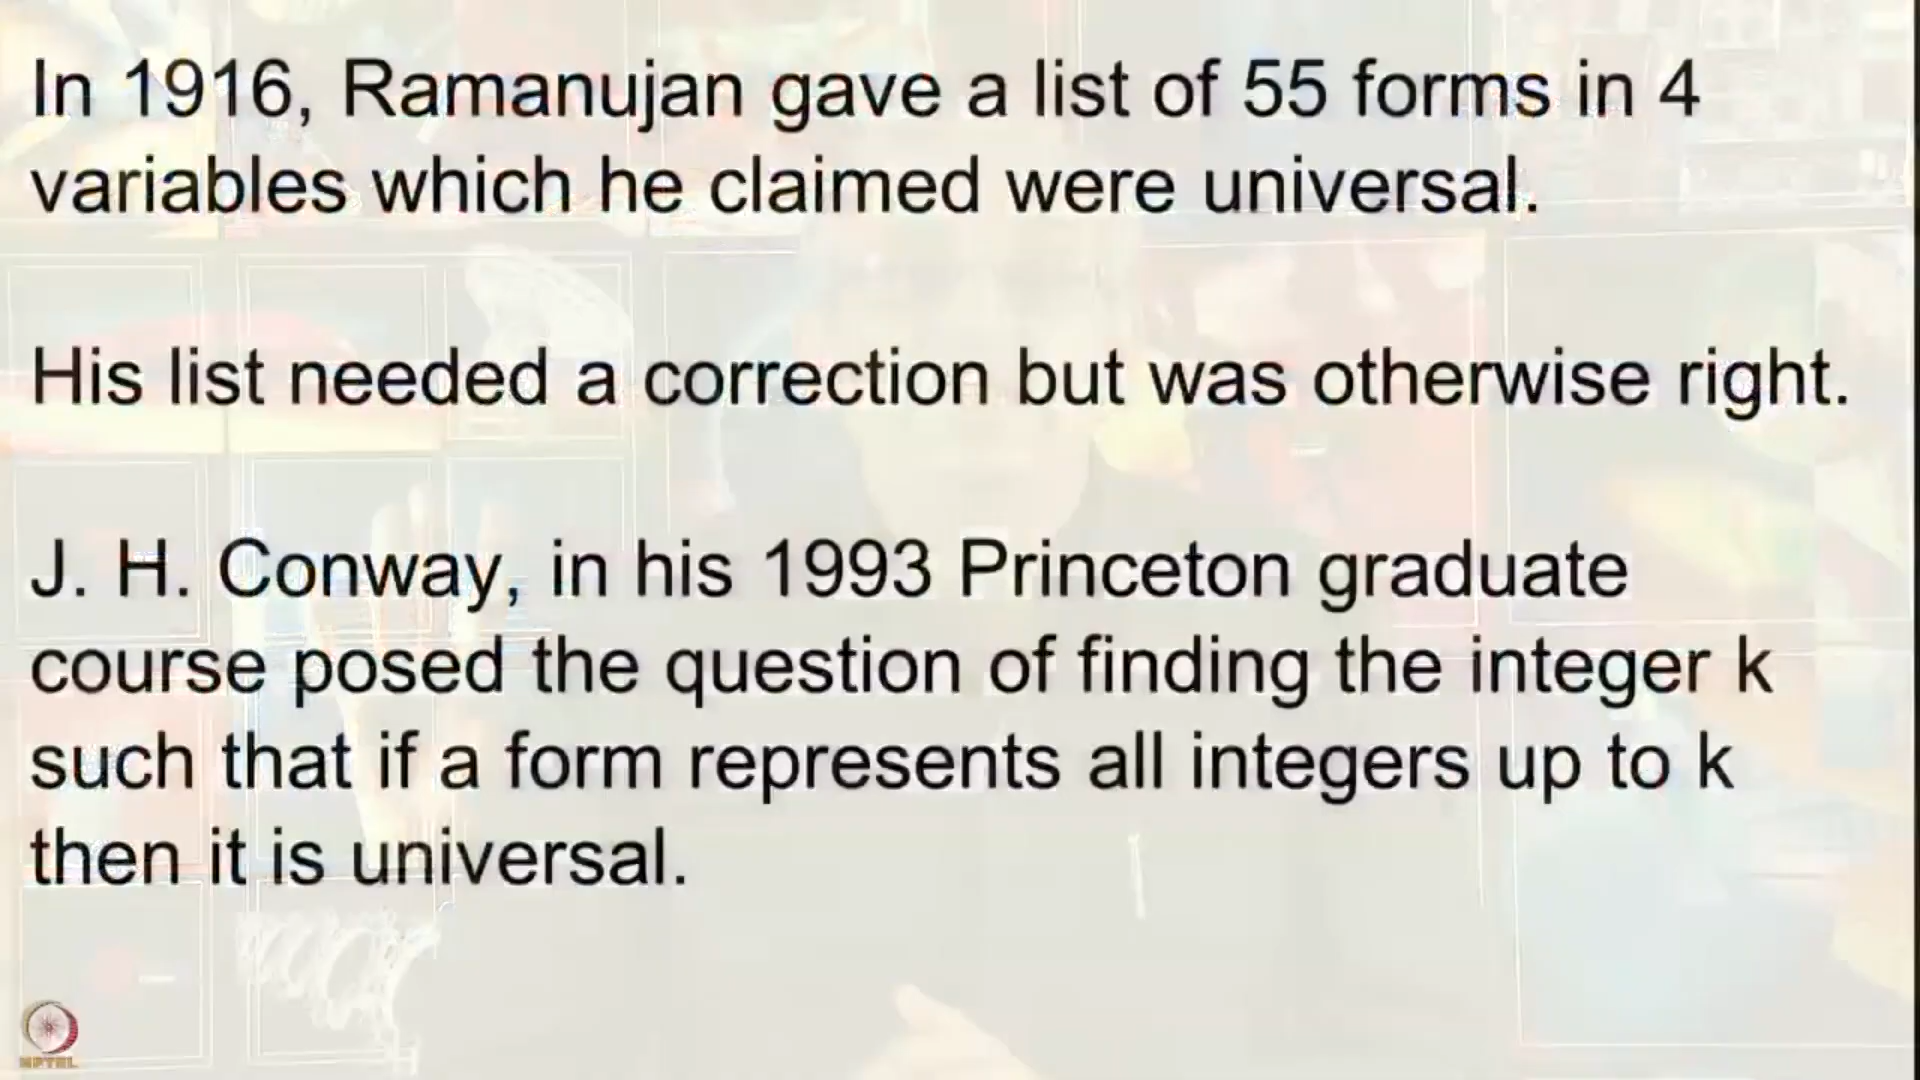 In 1916, Ramanujan gave a list of 55 forms in 4
variables which he claimed were universal.
His list needed a correction but was otherwise right.
J. H. Conway, in his 1993 Princeton graduate
course posed the question of finding the integer k
such that if a form represents all integers up to k
then it is universal.
NPTEL